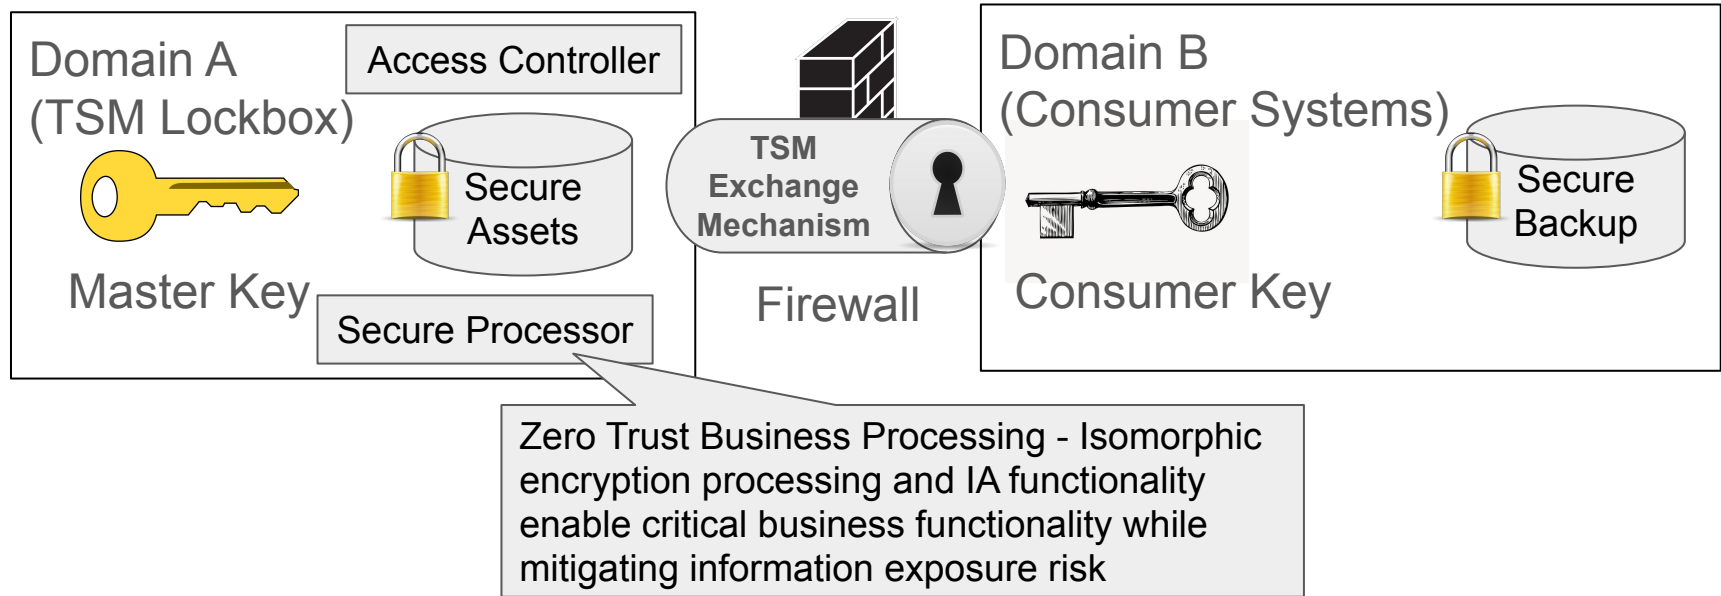 Domain A
(TSM Lockbox)
Access Controller
Secure
Assets
Master Key
Secure Processor
TSM
Exchange
Mechanism
Firewall
Domain B
(Consumer Systems)
Consumer Key
Secure
Backup
Zero Trust Business Processing - Isomorphic
encryption processing and IA functionality
enable critical business functionality while
mitigating information exposure risk